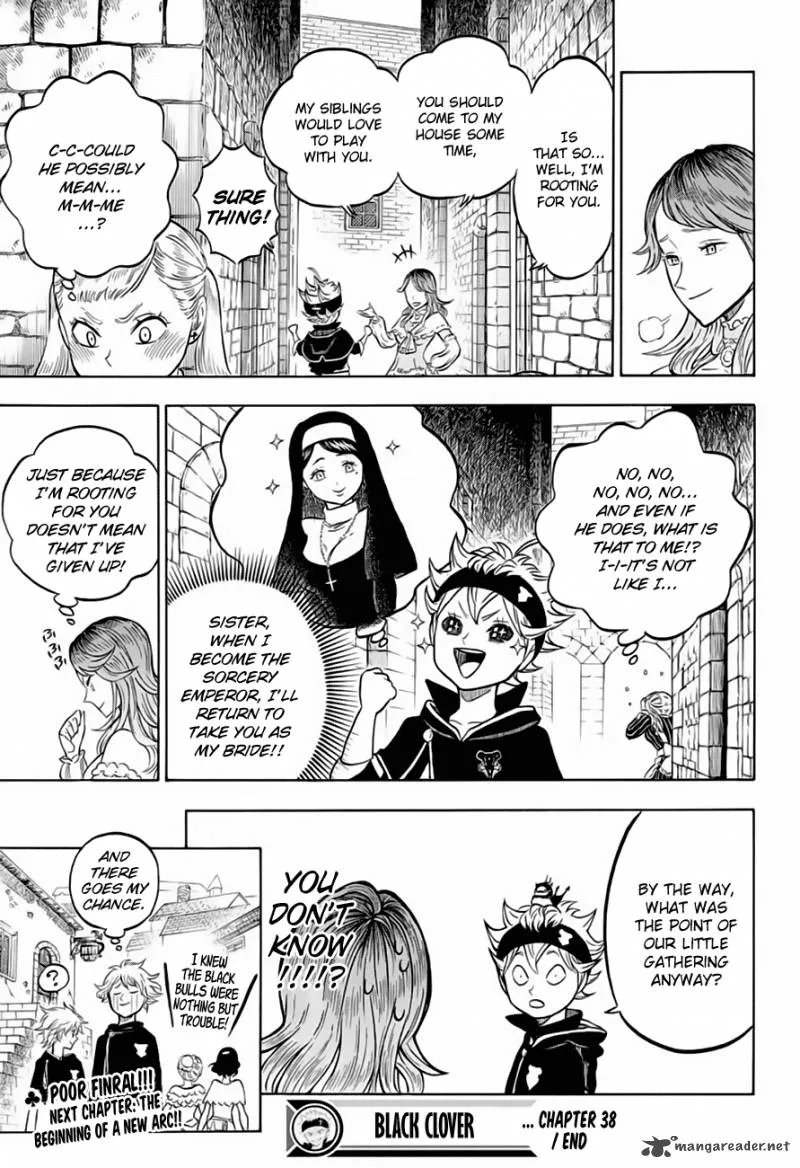 IS
THAT SO...
WELL, I'M
ROOTING
FOR YOU.
YOU SHOULD
COME TO MY
HOUSE SOME
TIME,
MY SIBLINGS
WOULD LOVE
TO PLAY
WITH YOU.
SURE
THING!
C-C-COULD
HE POSSIBLY
MEAN...
M-M-ME
...?
NO, NO,
NO, NO, NO...
AND EVEN IF
HE DOES, WHAT IS
THAT TO ME!?
I-I-IT'S NOT
LIKE I...
SISTER,
WHEN I
BECOME THE
SORCERY
EMPEROR, I'LL
RETURN TO
TAKE YOU AS
MY BRIDE!!
JUST BECAUSE
I'M ROOTING
FOR YOU
DOESN'T MEAN
THAT I'VE
GIVEN UP!
BY THE WAY,
WHAT WAS
THE POINT OF
OUR LITTLE
GATHERING
ANYWAY?
YOU
DON'T
KNOW
!!!!?
AND
THERE
GOES MY
CHANCE.
?
I KNEW
THE BLACK
BULLS WERE
NOTHING BUT
TROUBLE!
POOR FINRAL!!!
NEXT CHAPTER: THE
BEGINNING OF A NEW ARC!!
BLACK CLOVER
... CHAPTER 38
/ END
mangareader.net